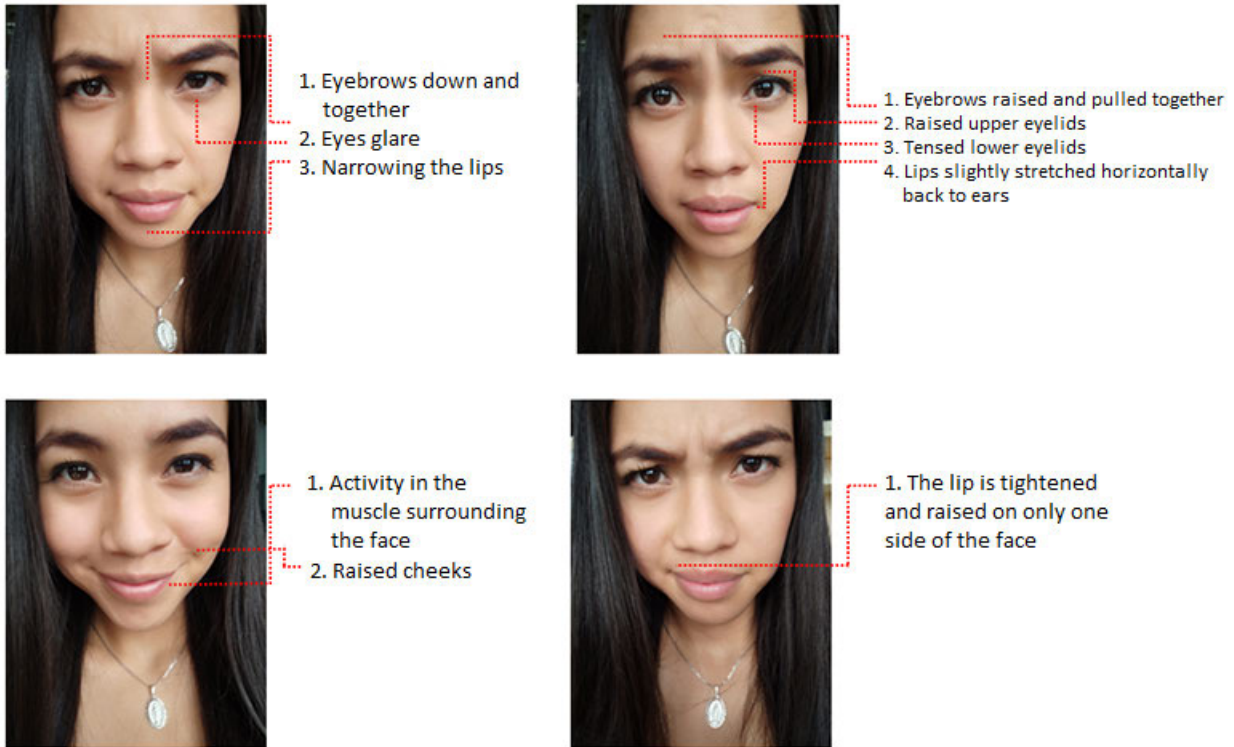 1. Eyebrows down and
together
2. Eyes glare
3. Narrowing the lips
1. Eyebrows raised and pulled together
2. Raised upper eyelids
3. Tensed lower eyelids
4. Lips slightly stretched horizontally
back to ears
1. Activity in the
muscle surrounding
the face
2. Raised cheeks
1. The lip is tightened
and raised on only one
side of the face